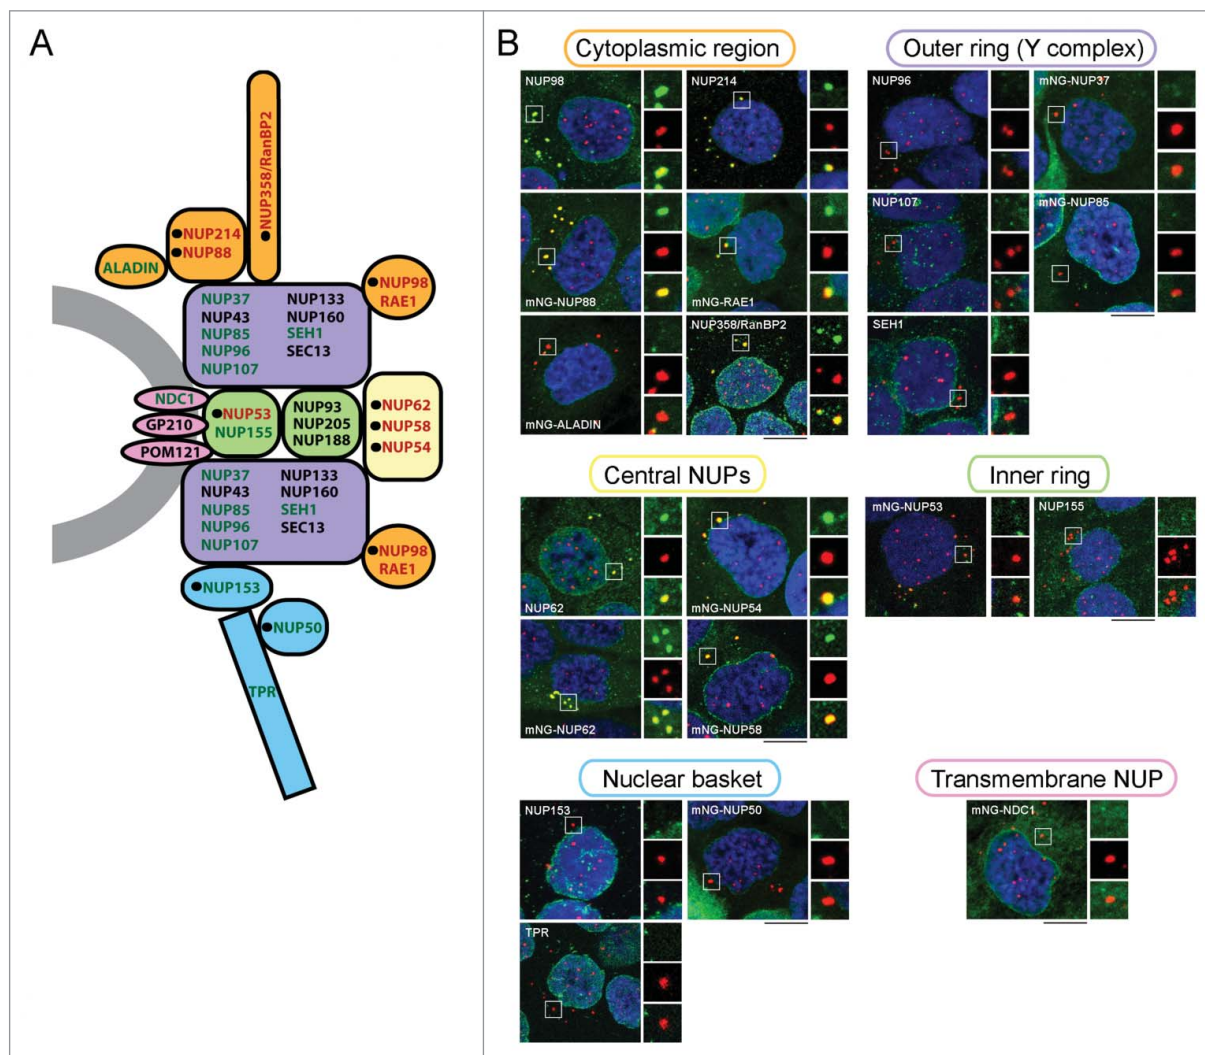 A
NUP358/RanBP2
NUP214
NUP88
ALADIN
NUP98
RAE1
NUP37 NUP133
NUP43 NUP160
NUP85 SEH1
NUP96 SEC13
NUP107
NDC1
GP210
POM121
NUP53
NUP155
NUP93
NUP205
NUP188
NUP62
NUP58
NUP54
NUP37 NUP133
NUP43 NUP160
NUP85 SEH1
NUP96 SEC13
NUP107
NUP98
RAE1
NUP153
NUP50
TPR
B
Cytoplasmic region
NUP98
NUP214
mNG-NUP88
mNG-RAE1
mNG-ALADIN
NUP358/RanBP2
Outer ring (Y complex)
NUP96
mNG-NUP37
NUP107
mNG-NUP85
SEH1
Central NUPs
NUP62
mNG-NUP54
mNG-NUP62
mNG-NUP58
Inner ring
mNG-NUP53
NUP155
Nuclear basket
NUP153
mNG-NUP50
TPR
Transmembrane NUP
mNG-NDC1